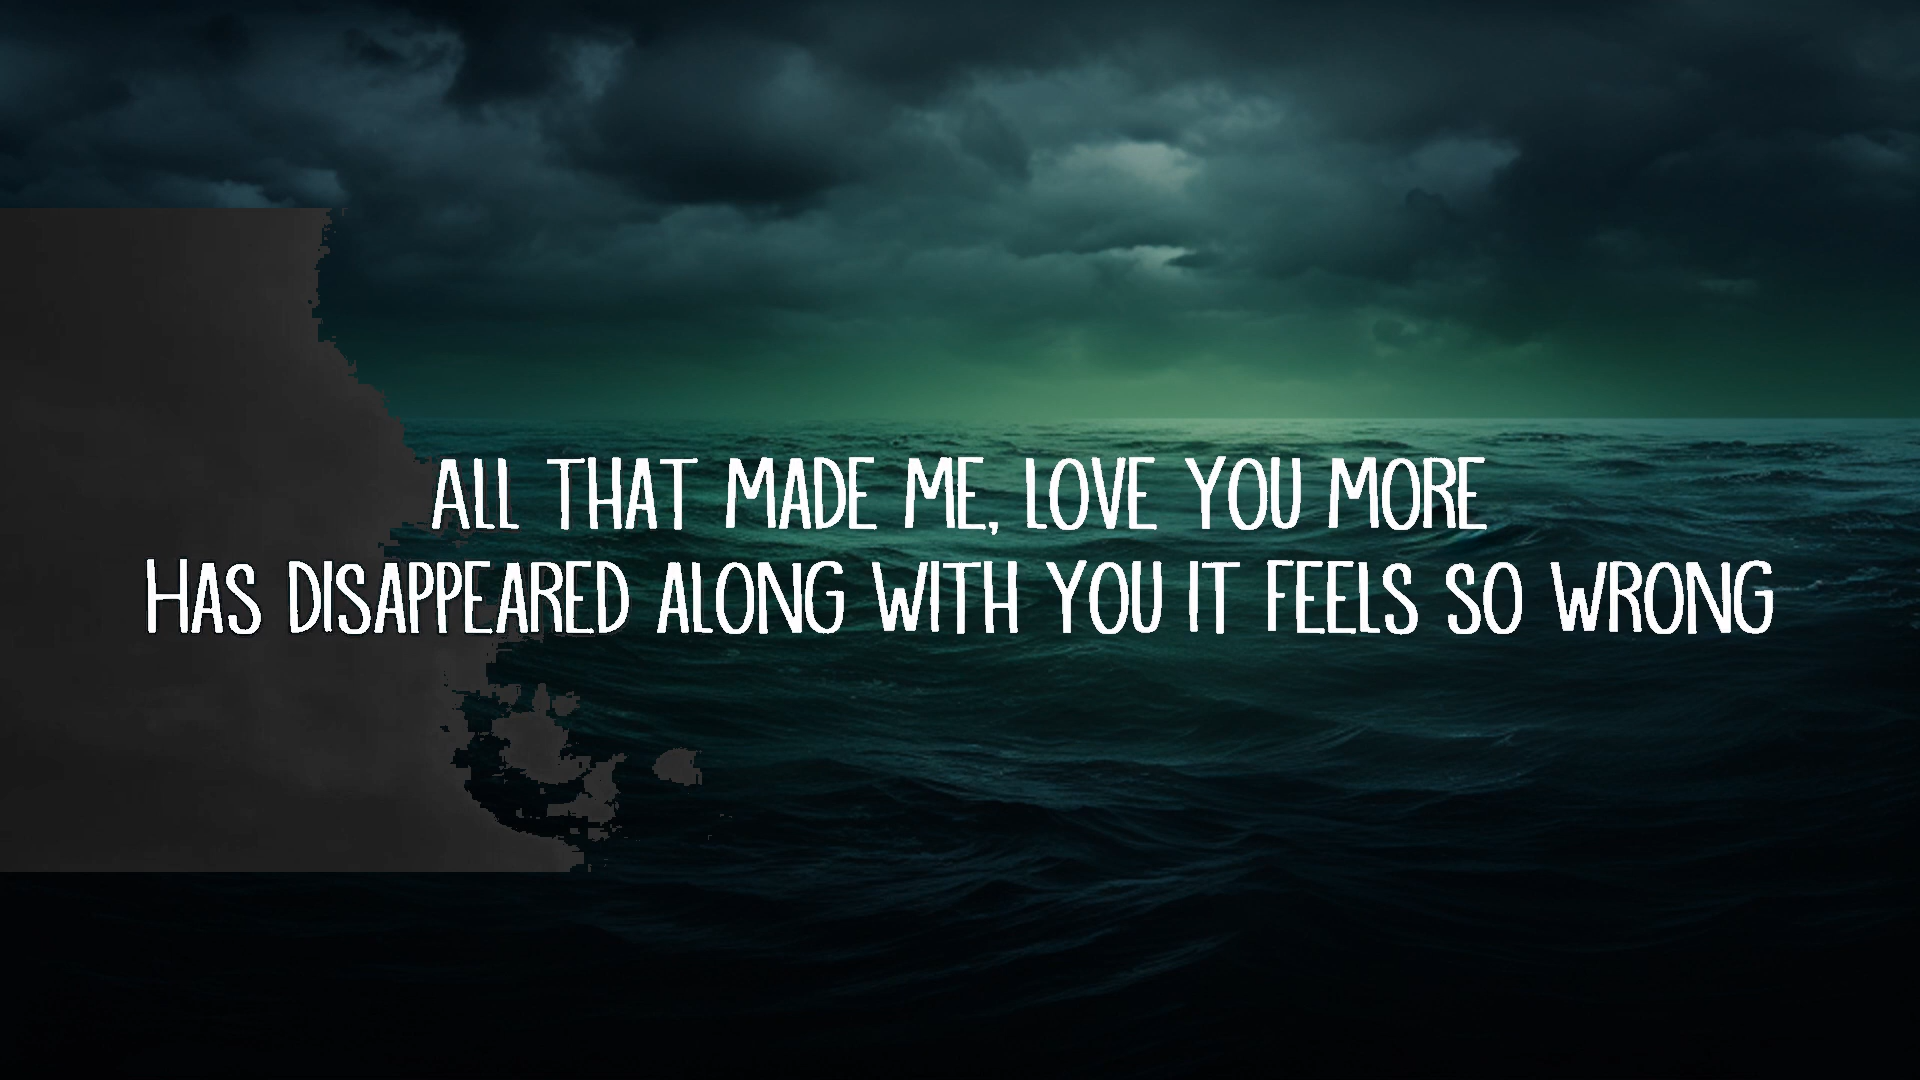 ALL THAT MADE ME, LOVE YOU MORE
HAS DISAPPEARED ALONG WITH YOU IT FEELS SO WRONG